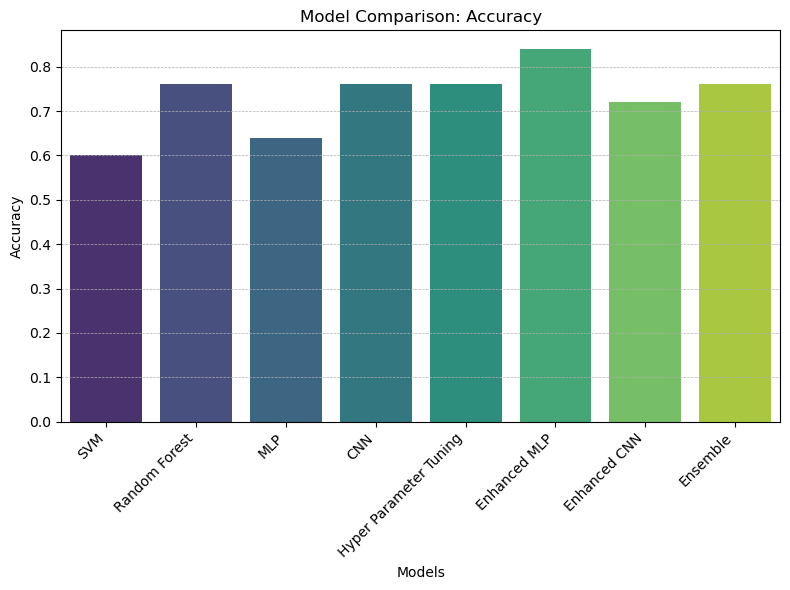 Model Comparison: Accuracy
Accuracy
0.8
0.7
0.6
0.5
0.4
0.3
0.2
0.1
0.0
SVM
Random Forest
MLP
CNN
Hyper Parameter Tuning
Enhanced MLP
Enhanced CNN
Ensemble
Models